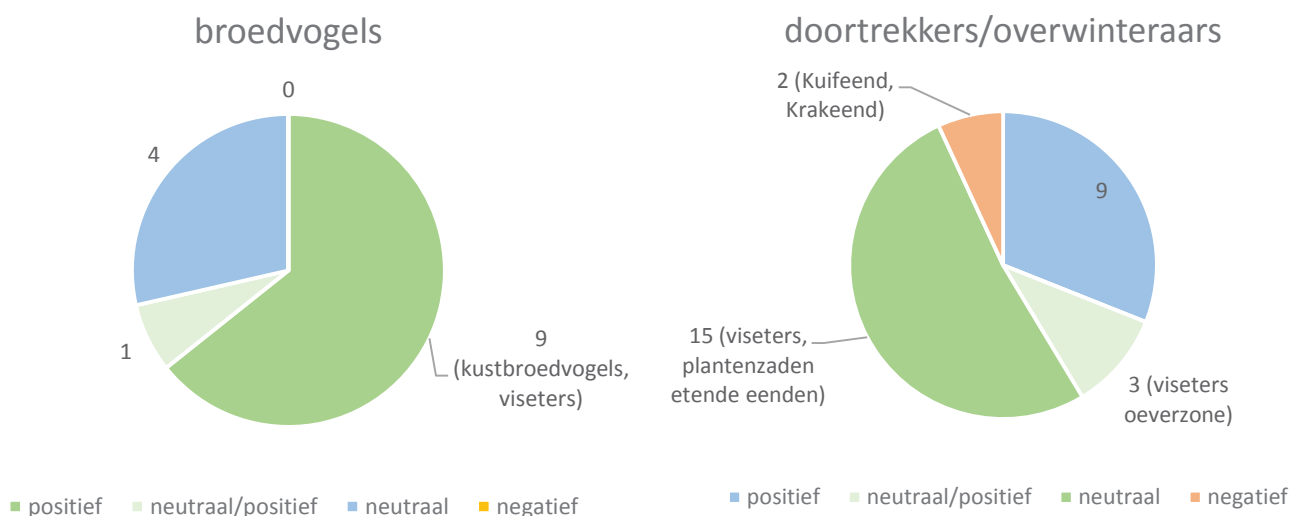 broedvogels
0
4
1
9
(kustbroedvogels,
viseters)
positief
neutraal/positief
neutraal
negatief
doortrekkers/overwinteraars
2 (Kuifeend,
Krakeend)
9
15 (viseters,
plantenzaden
etende eenden)
3 (viseters
oeverzone)
positief
neutraal/positief
neutraal
negatief